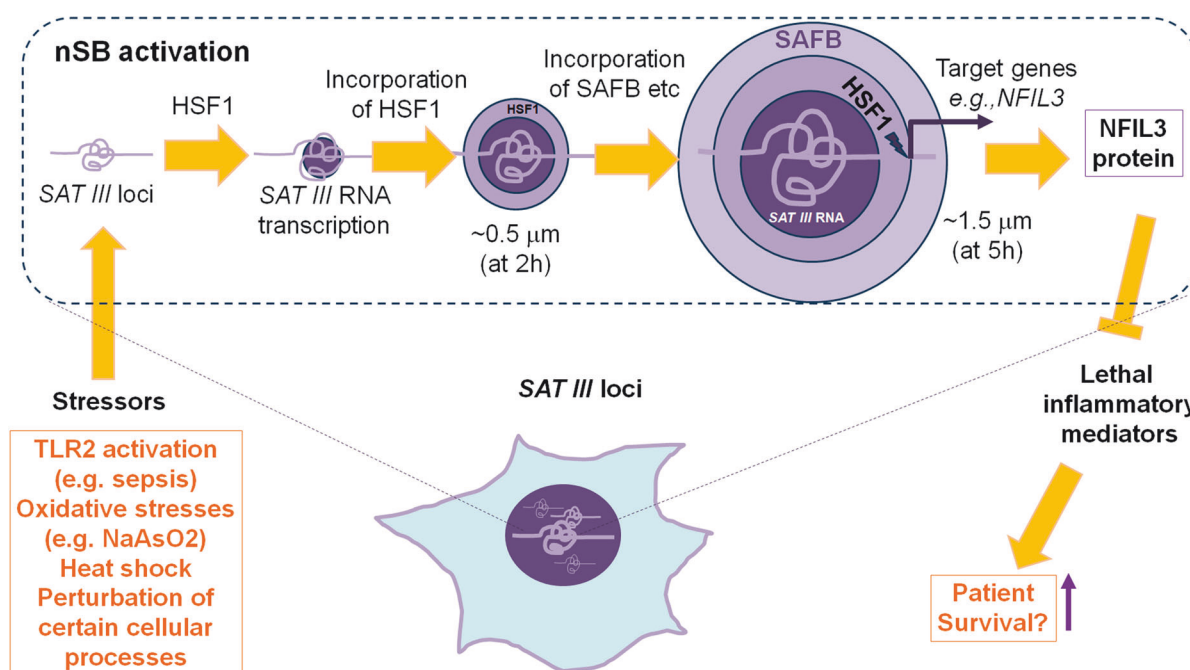 nSB activation
HSF1
SAT III loci
Incorporation
of HSF1
SAT III RNA
transcription
HSF1
~0.5 μm
(at 2h)
Incorporation
of SAFB etc
SAFB
HSF1
SAT III RNA
Target genes
e.g.,NFIL3
~1.5 μm
(at 5h)
NFIL3
protein
Stressors
TLR2 activation
(e.g. sepsis)
Oxidative stresses
(e.g. NaAsO2)
Heat shock
Perturbation of
certain cellular
processes
SAT III loci
Lethal
inflammatory
mediators
Patient
Survival?